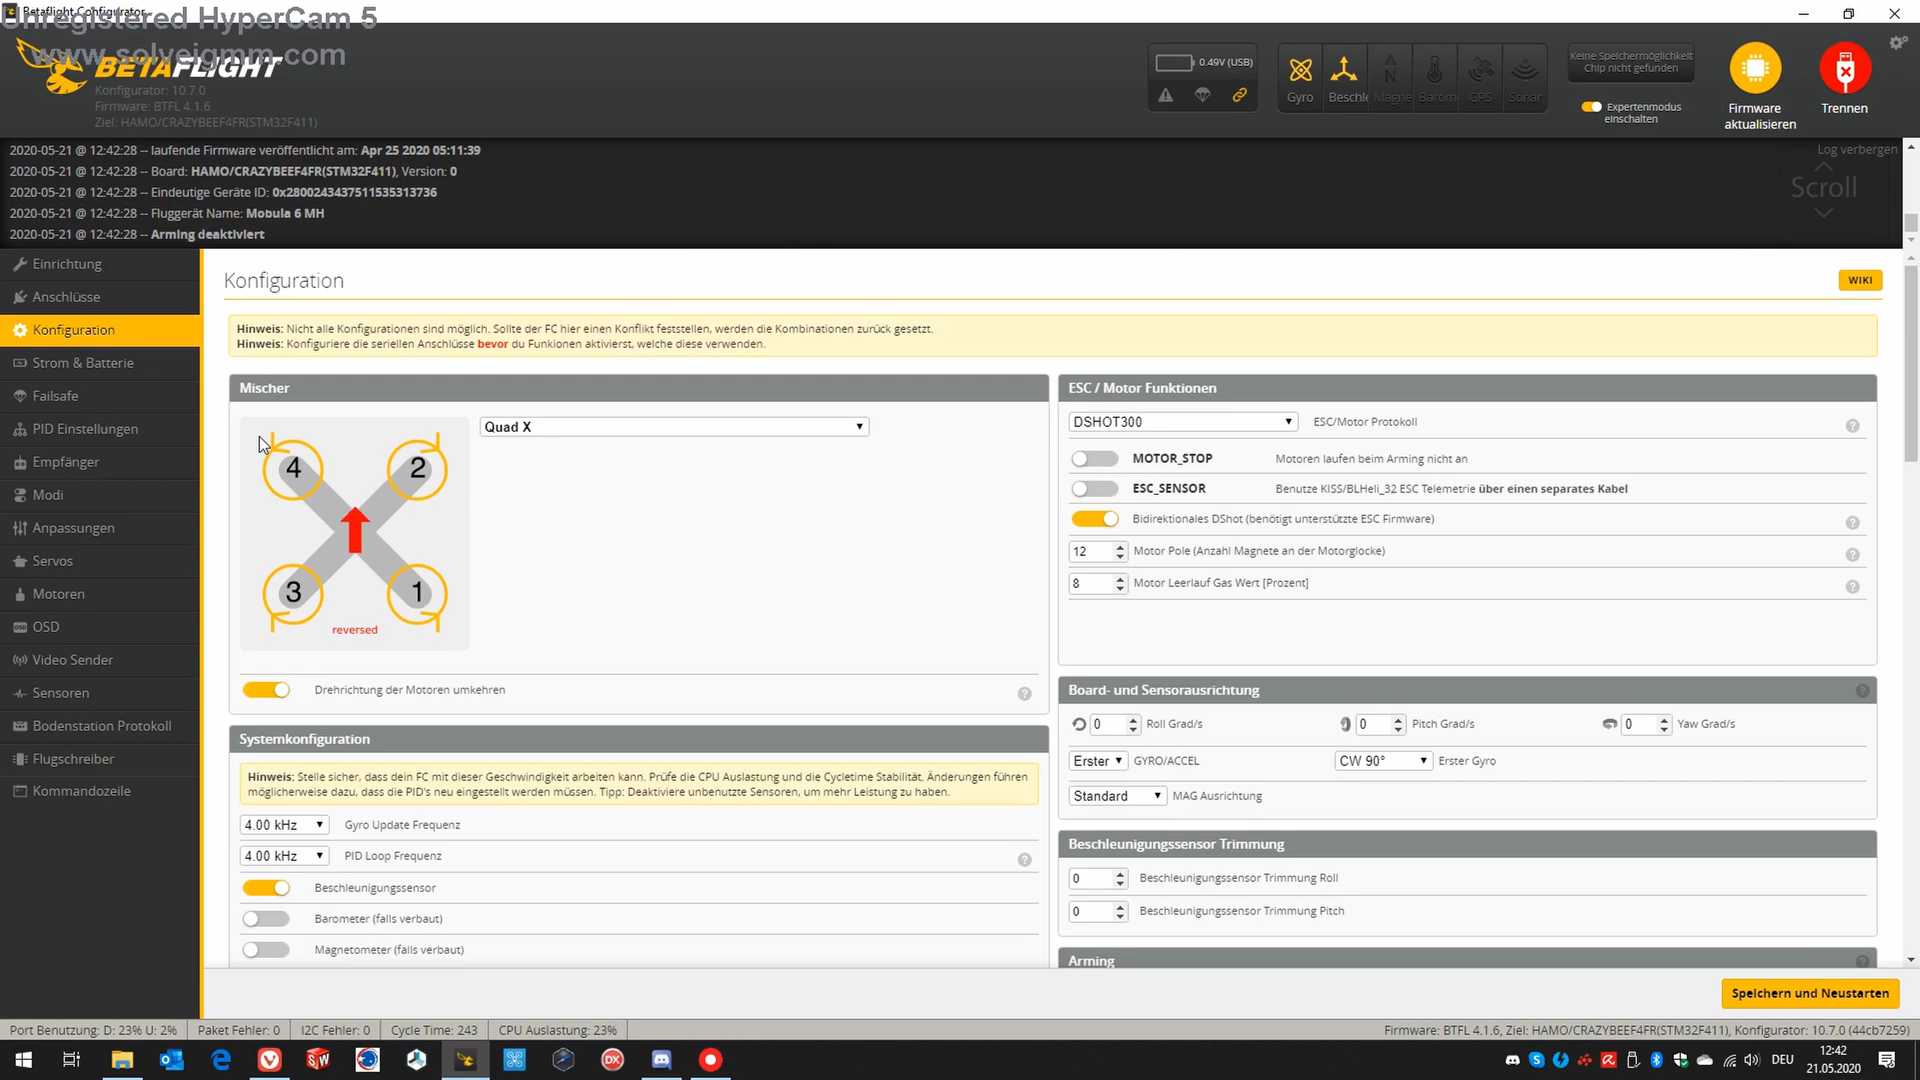 Betaflight Configurator
Unregistered HyperCam 5
www.solveigmm.com
BETAFLIGHT
Konfigurator: 10.7.0
Firmware: BTFL 4.1.6
Ziel: HAMO/CRAZYBEEF4FR(STM32F411)
0.49V (USB)
Gyro
Beschle
Magne
Barom
GPS
Sonar
Keine Speichermöglichkeit
Chip nicht gefunden
Expertenmodus
einschalten
Firmware
aktualisieren
Trennen
2020-05-21 @ 12:42:28 -- laufende Firmware veröffentlicht am: Apr 25 2020 05:11:39
2020-05-21 @ 12:42:28 -- Board: HAMO/CRAZYBEEF4FR(STM32F411), Version: 0
2020-05-21 @ 12:42:28 -- Eindeutige Geräte ID: 0x2800243437511535313736
2020-05-21 @ 12:42:28 -- Fluggerät Name: Mobula 6 MH
2020-05-21 @ 12:42:28 -- Arming deaktiviert
Log verbergen
Scroll
Einrichtung
Anschlüsse
Konfiguration
Strom & Batterie
Failsafe
PID Einstellungen
Empfänger
Modi
Anpassungen
Servos
Motoren
OSD
Video Sender
Sensoren
Bodenstation Protokoll
Flugschreiber
Kommandozeile
Konfiguration
WIKI
Hinweis: Nicht alle Konfigurationen sind möglich. Sollte der FC hier einen Konflikt feststellen, werden die Kombinationen zurück gesetzt.
Hinweis: Konfiguriere die seriellen Anschlüsse bevor du Funkionen aktivierst, welche diese verwenden.
Mischer
4
2
3
1
reversed
Quad X
Drehrichtung der Motoren umkehren
Systemkonfiguration
Hinweis: Stelle sicher, dass dein FC mit dieser Geschwindigkeit arbeiten kann. Prüfe die CPU Auslastung und die Cycletime Stabilität. Änderungen führen
möglicherweise dazu, dass die PID's neu eingestellt werden müssen. Tipp: Deaktiviere unbenutzte Sensoren, um mehr Leistung zu haben.
4.00 kHz Gyro Update Frequenz
4.00 kHz PID Loop Frequenz
Beschleunigungssensor
Barometer (falls verbaut)
Magnetometer (falls verbaut)
ESC / Motor Funktionen
DSHOT300 ESC/Motor Protokoll
MOTOR_STOP Motoren laufen beim Arming nicht an
ESC_SENSOR Benutze KISS/BLHeli_32 ESC Telemetrie über einen separates Kabel
Bidirektionales DShot (benötigt unterstützte ESC Firmware)
12 Motor Pole (Anzahl Magnete an der Motorglocke)
8 Motor Leerlauf Gas Wert [Prozent]
Board- und Sensorausrichtung
0 Roll Grad/s 0 Pitch Grad/s 0 Yaw Grad/s
Erster GYRO/ACCEL CW 90° Erster Gyro
Standard MAG Ausrichtung
Beschleunigungssensor Trimmung
0 Beschleunigungssensor Trimmung Roll
0 Beschleunigungssensor Trimmung Pitch
Arming
Speichern und Neustarten
Port Benutzung: D: 23% U: 2% Paket Fehler: 0 I2C Fehler: 0 Cycle Time: 243 CPU Auslastung: 23%
Firmware: BTFL 4.1.6, Ziel: HAMO/CRAZYBEEF4FR(STM32F411), Konfigurator: 10.7.0 (44cb7259)
DEU
12:42
21.05.2020